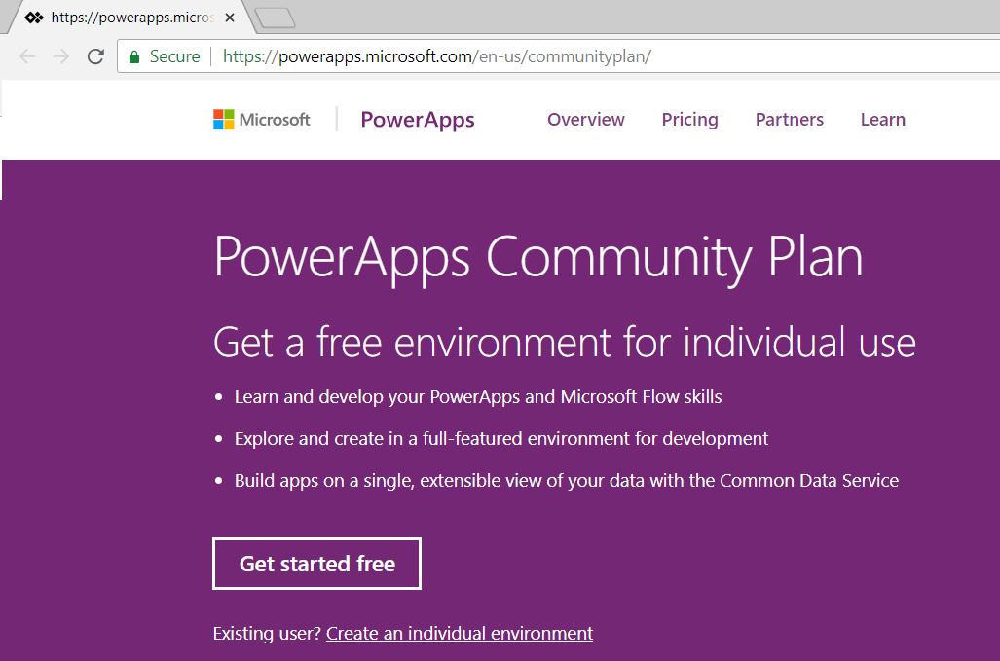 https://powerapps.micros
Secure https://powerapps.microsoft.com/en-us/communityplan/
Microsoft PowerApps Overview Pricing Partners Learn
PowerApps Community Plan
Get a free environment for individual use
• Learn and develop your PowerApps and Microsoft Flow skills
• Explore and create in a full-featured environment for development
• Build apps on a single, extensible view of your data with the Common Data Service
Get started free
Existing user? Create an individual environment